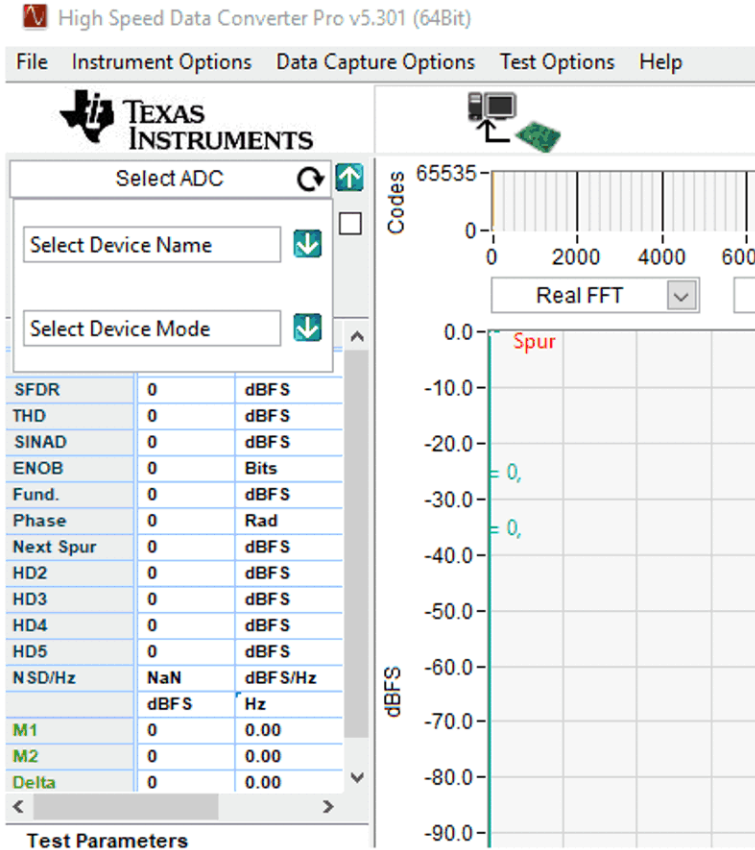 High Speed Data Converter Pro v5.301 (64Bit)
File Instrument Options Data Capture Options Test Options Help
TEXAS
INSTRUMENTS
Select ADC
Select Device Name
Select Device Mode
SFDR 0 dBFS
THD 0 dBFS
SINAD 0 dBFS
ENOB 0 Bits
Fund. 0 dBFS
Phase 0 Rad
Next Spur 0 dBFS
HD2 0 dBFS
HD3 0 dBFS
HD4 0 dBFS
HD5 0 dBFS
NSD/Hz NaN dBFS/Hz
dBFS Hz
M1 0 0.00
M2 0 0.00
Delta 0 0.00
Test Parameters
Codes
65535
0
0 2000 4000 600
Real FFT
Spur
= 0,
= 0,
dBFS
0.0
-10.0
-20.0
-30.0
-40.0
-50.0
-60.0
-70.0
-80.0
-90.0